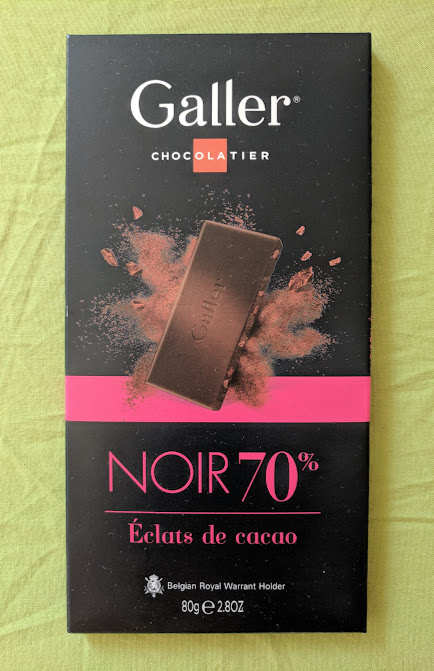 Galler®
CHOCOLATIER
Galler
NOIR 70%
Éclats de cacao
Belgian Royal Warrant Holder
80g ℮ 2.8OZ